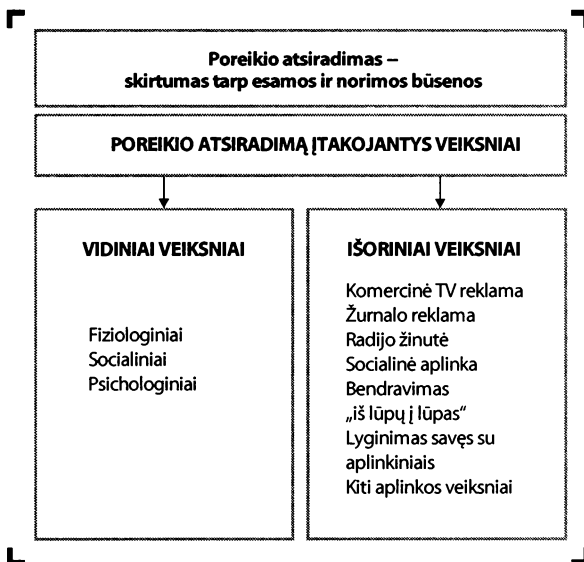 Poreikio atsiradimas –
skirtumas tarp esamos ir norimos būsenos
POREIKIO ATSIRADIMĄ ĮTAKOJANTYS VEIKSNIAI
VIDINIAI VEIKSNIAI
Fiziologiniai
Socialiniai
Psichologiniai
IŠORINIAI VEIKSNIAI
Komercinė TV reklama
Žurnalo reklama
Radijo žinutė
Socialinė aplinka
Bendravimas
„iš lūpų į lūpas“
Lyginimas savęs su
aplinkiniais
Kiti aplinkos veiksniai